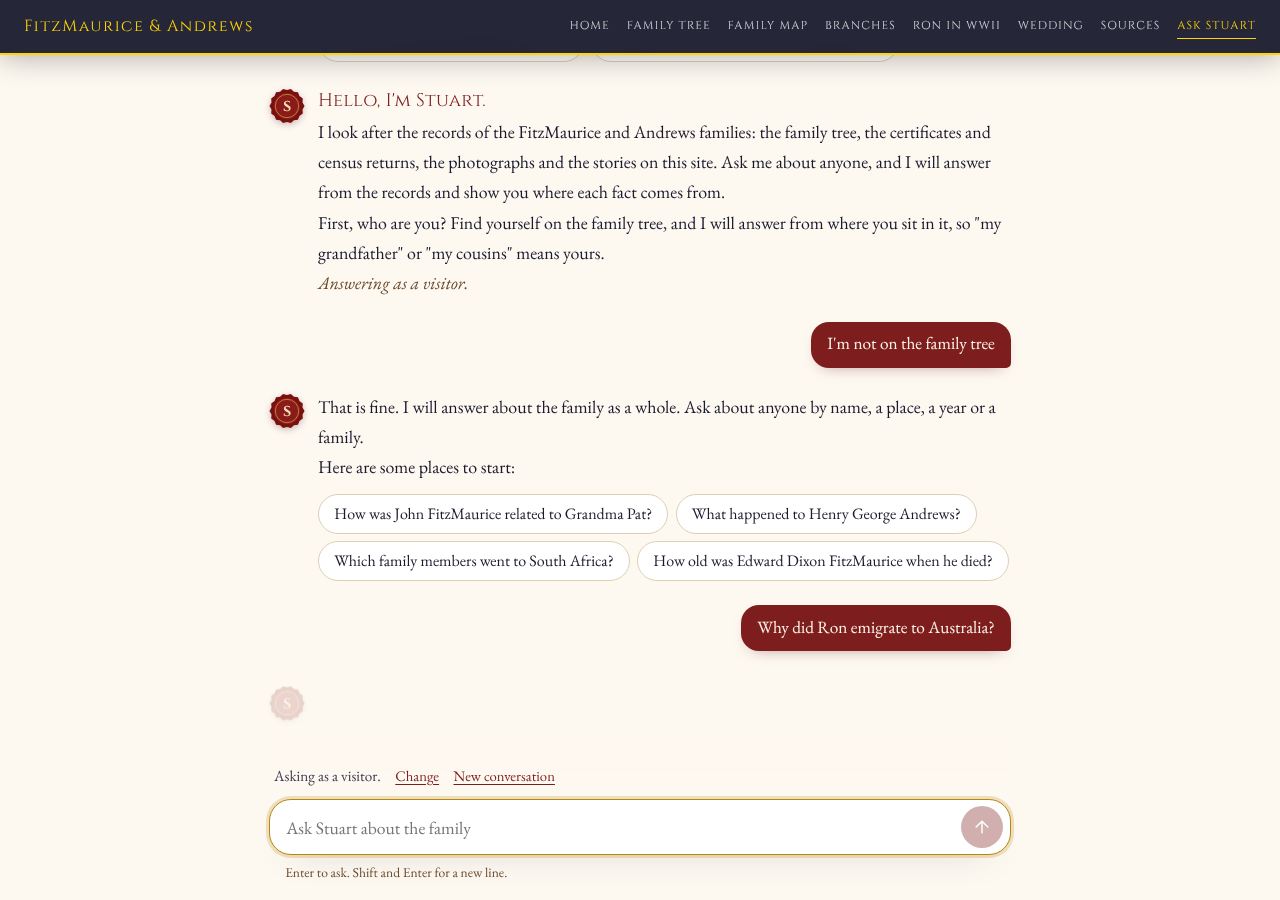 FitzMaurice & Andrews
HOME FAMILY TREE FAMILY MAP BRANCHES RON IN WWII WEDDING SOURCES ASK STUART
S
Hello, I'm Stuart.
I look after the records of the FitzMaurice and Andrews families: the family tree, the certificates and
census returns, the photographs and the stories on this site. Ask me about anyone, and I will answer
from the records and show you where each fact comes from.
First, who are you? Find yourself on the family tree, and I will answer from where you sit in it, so "my
grandfather" or "my cousins" means yours.
Answering as a visitor.
I'm not on the family tree
S
That is fine. I will answer about the family as a whole. Ask about anyone by name, a place, a year or a
family.
Here are some places to start:
How was John FitzMaurice related to Grandma Pat? What happened to Henry George Andrews?
Which family members went to South Africa? How old was Edward Dixon FitzMaurice when he died?
Why did Ron emigrate to Australia?
S
Asking as a visitor. Change New conversation
Ask Stuart about the family
Enter to ask. Shift and Enter for a new line.